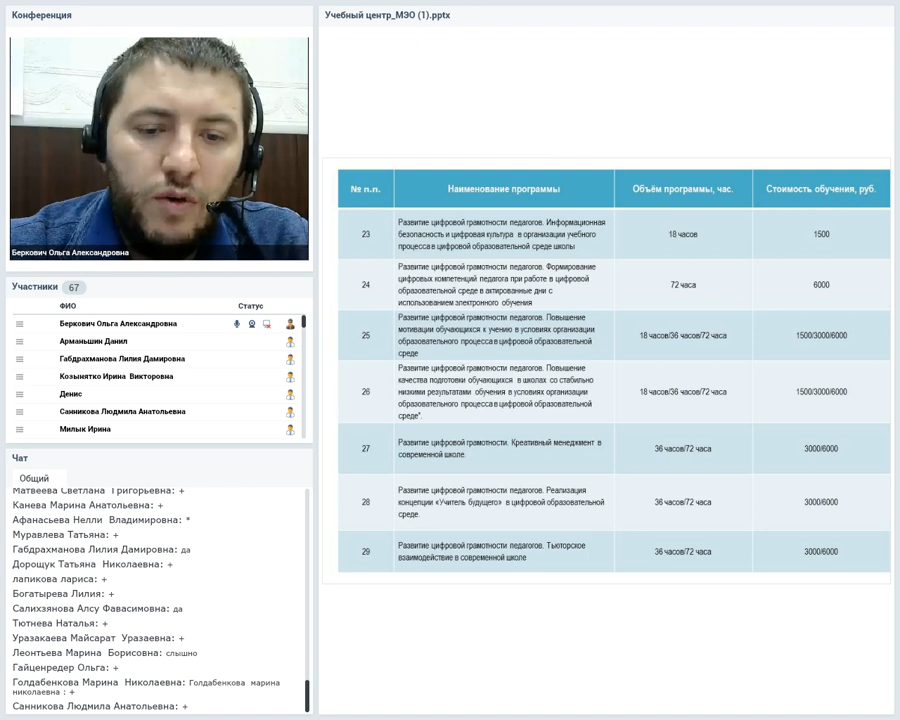 Конференция
Беркович Ольга Александровна
Участники 67
ФИО Статус
Беркович Ольга Александровна
Арманьшин Данил
Габдрахманова Лилия Дамировна
Козынятко Ирина Викторовна
Денис
Санникова Людмила Анатольевна
Милык Ирина
Чат
Общий
Матвеева Светлана Григорьевна: +
Канева Марина Анатольевна: +
Афанасьева Нелли Владимировна: *
Муравлева Татьяна: +
Габдрахманова Лилия Дамировна: да
Дорощук Татьяна Николаевна: +
лапикова лариса: +
Богатырева Лилия: +
Салихзянова Алсу Фавасимовна: да
Тютнева Наталья: +
Уразакаева Майсарат Уразаевна: +
Леонтьева Марина Борисовна: слышно
Гайценредер Ольга: +
Голдабенкова Марина Николаевна: Голдабенкова марина
николаевна : +
Санникова Людмила Анатольевна: +
Учебный центр_МЭО (1).pptx
№ п.п. Наименование программы Объём программы, час. Стоимость обучения, руб.
Развитие цифровой грамотности педагогов. Информационная
23 безопасность и цифровая культура в организации учебного 18 часов 1500
процесса в цифровой образовательной среде школы
Развитие цифровой грамотности педагогов. Формирование
цифровых компетенций педагога при работе в цифровой
24 образовательной среде в актированные дни с 72 часа 6000
использованием электронного обучения
Развитие цифровой грамотности педагогов. Повышение
мотивации обучающихся к учению в условиях организации
25 образовательного процесса в цифровой образовательной 18 часов/36 часов/72 часа 1500/3000/6000
среде
Развитие цифровой грамотности педагогов. Повышение
качества подготовки обучающихся в школах со стабильно
26 низкими результатами обучения в условиях организации 18 часов/36 часов/72 часа 1500/3000/6000
образовательного процесса в цифровой образовательной
среде".
27 Развитие цифровой грамотности. Креативный менеджмент в 36 часов/72 часа 3000/6000
современной школе.
Развитие цифровой грамотности педагогов. Реализация
28 концепции «Учитель будущего» в цифровой образовательной 36 часов/72 часа 3000/6000
среде.
29 Развитие цифровой грамотности педагогов. Тьюторское 36 часов/72 часа 3000/6000
взаимодействие в современной школе